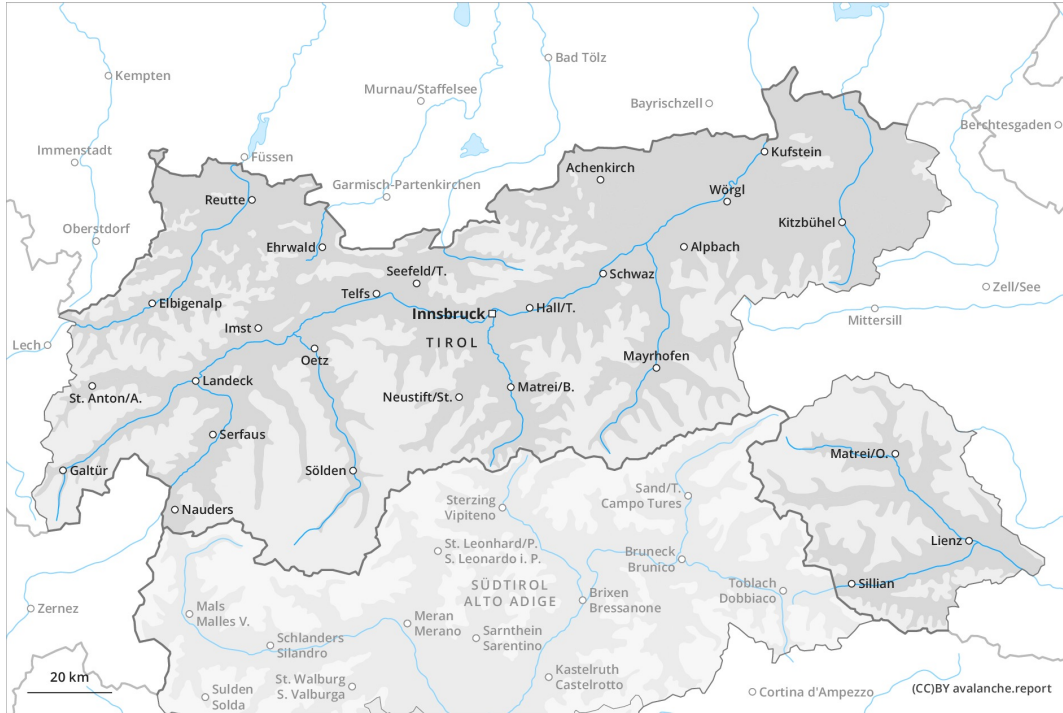 Kempten
Bad Tölz
Murnau/Staffelsee
Bayrischzell
Berchtesgaden
Immenstadt
Füssen
Kufstein
Achenkirch
Garmisch-Partenkirchen
Wörgl
Reutte
Oberstdorf
Kitzbühel
Ehrwald
Alpbach
Seefeld/T.
Schwaz
Telfs
Zell/See
Elbigenalp
Hall/T.
Innsbruck
Mittersill
Imst
Lech
TIROL
Oetz
Mayrhofen
Landeck
St. Anton/A.
Matrei/B.
Neustift/St.
Serfaus
Matrei/O.
Galtür
Sölden
Sand/T.
Campo Tures
Sterzing
Vipiteno
Nauders
Lienz
St. Leonhard/P.
S. Leonardo i. P.
Bruneck
Brunico
SÜDTIROL
ALTO ADIGE
Toblach
Dobbiaco
Sillian
Brixen
Bressanone
Zernez
Mals
Malles V.
Meran
Merano
Sarnthein
Sarentino
Schlanders
Silandro
Kastelruth
Castelrotto
20 km
St. Walburg
S. Valburga
Sulden
Solda
Cortina d'Ampezzo
(CC)BY avalanche.report